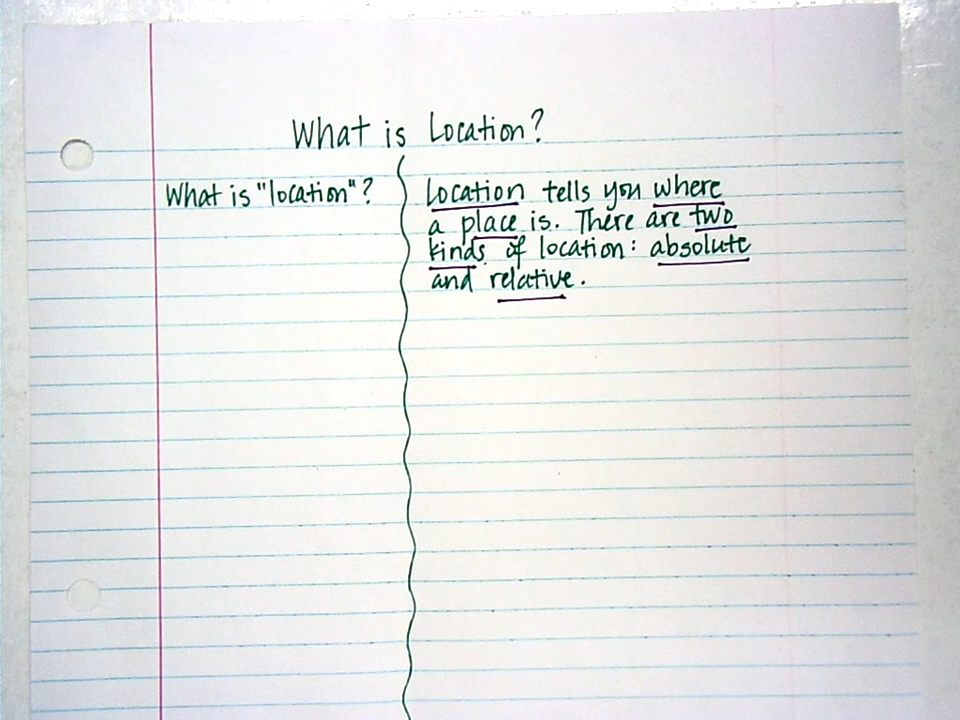 What is Location?
What is "location"?
Location tells you where
a place is. There are two
kinds of location: absolute
and relative.